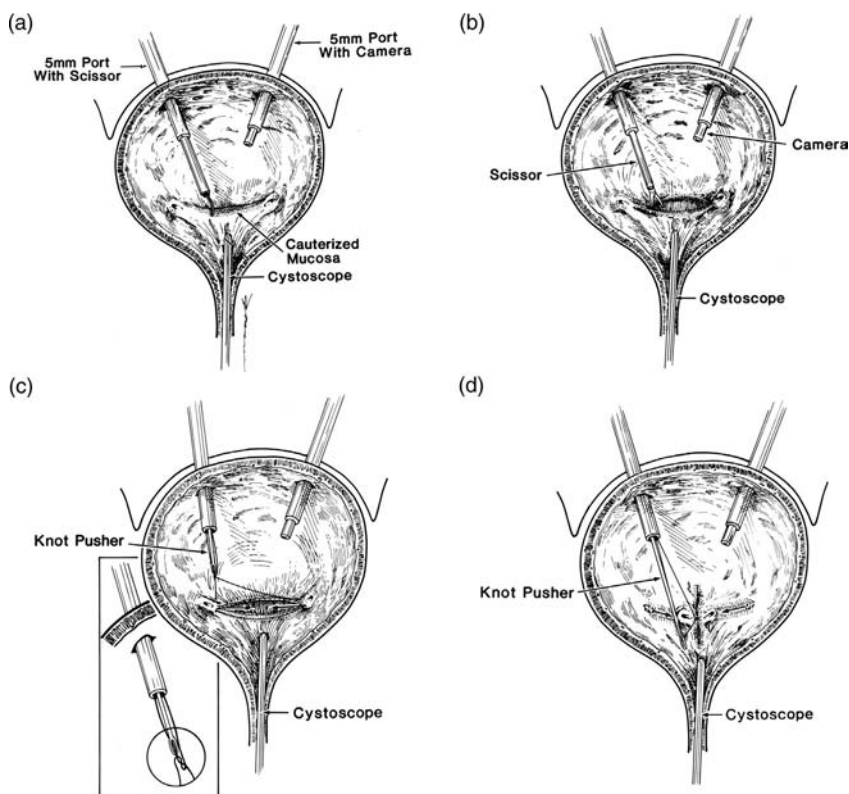 (a)
5mm Port
With Scissor
5mm Port
With Camera
Cauterized
Mucosa
Cystoscope
(b)
Scissor
Camera
Cystoscope
(c)
Knot Pusher
Cystoscope
(d)
Knot Pusher
Cystoscope